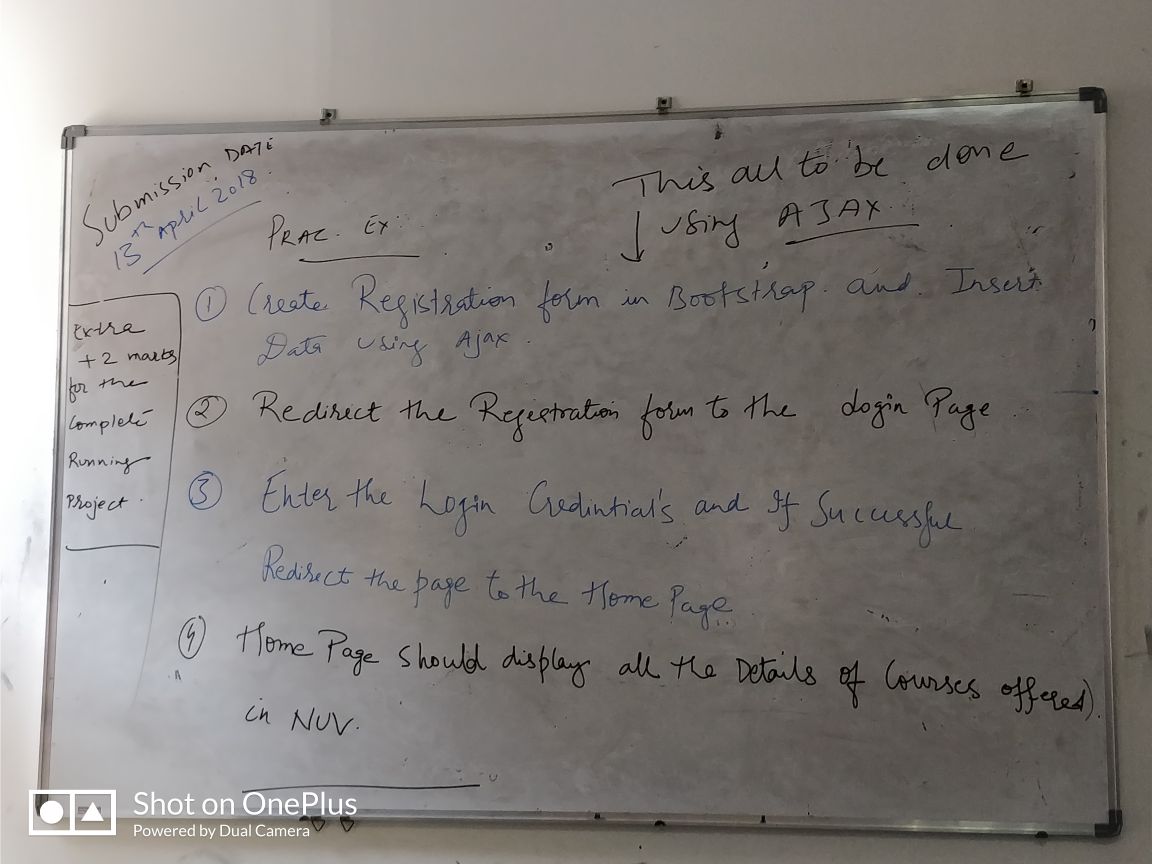 Submission DATE
13th April 2018.
PRAC. EX.
This all to be done
using AJAX.
Extra
+2 marks
for the
Complete
Running
Project.
① Create Registration form in Bootstrap. and. Insert
Data using Ajax.
② Redirect the Registration form to the Login Page
③ Enter the Login Credintial's and If Successful
Redirect the page to the Home Page.
④ Home Page should display all the Details of Courses offered).
in NUV.
Shot on OnePlus
Powered by Dual Camera